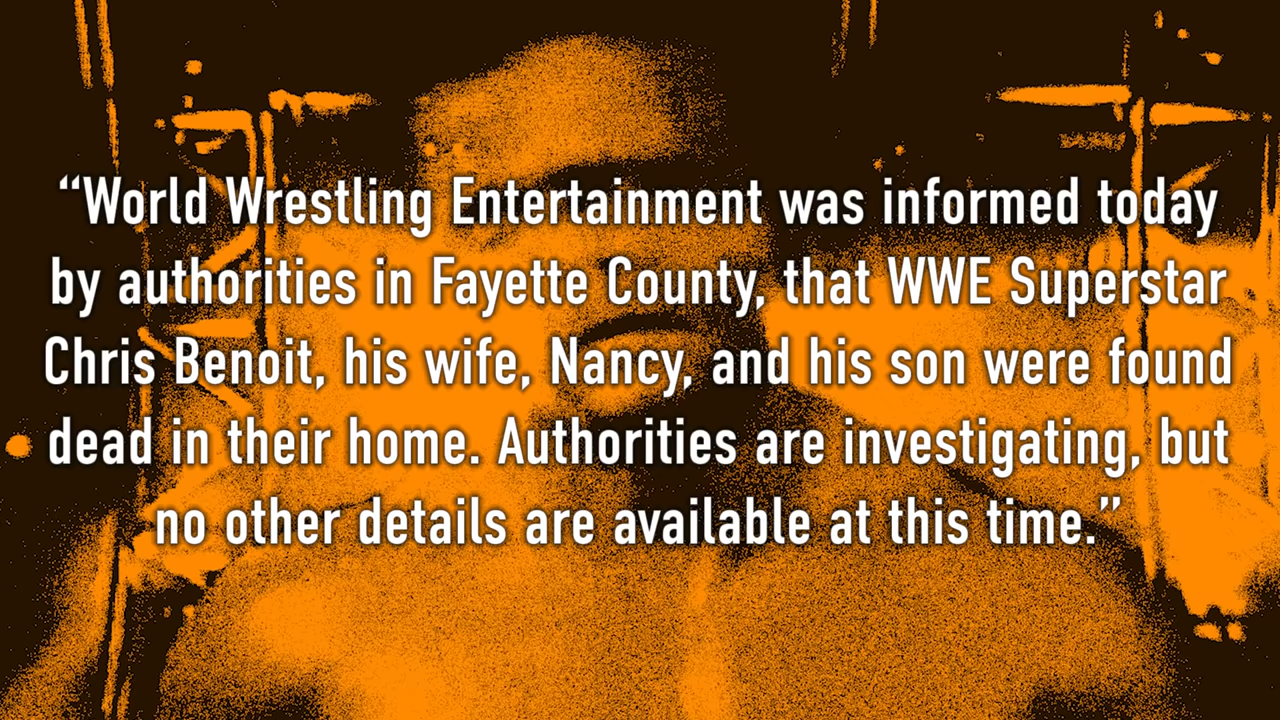 “World Wrestling Entertainment was informed today
by authorities in Fayette County, that WWE Superstar
Chris Benoit, his wife, Nancy, and his son were found
dead in their home. Authorities are investigating, but
no other details are available at this time.”